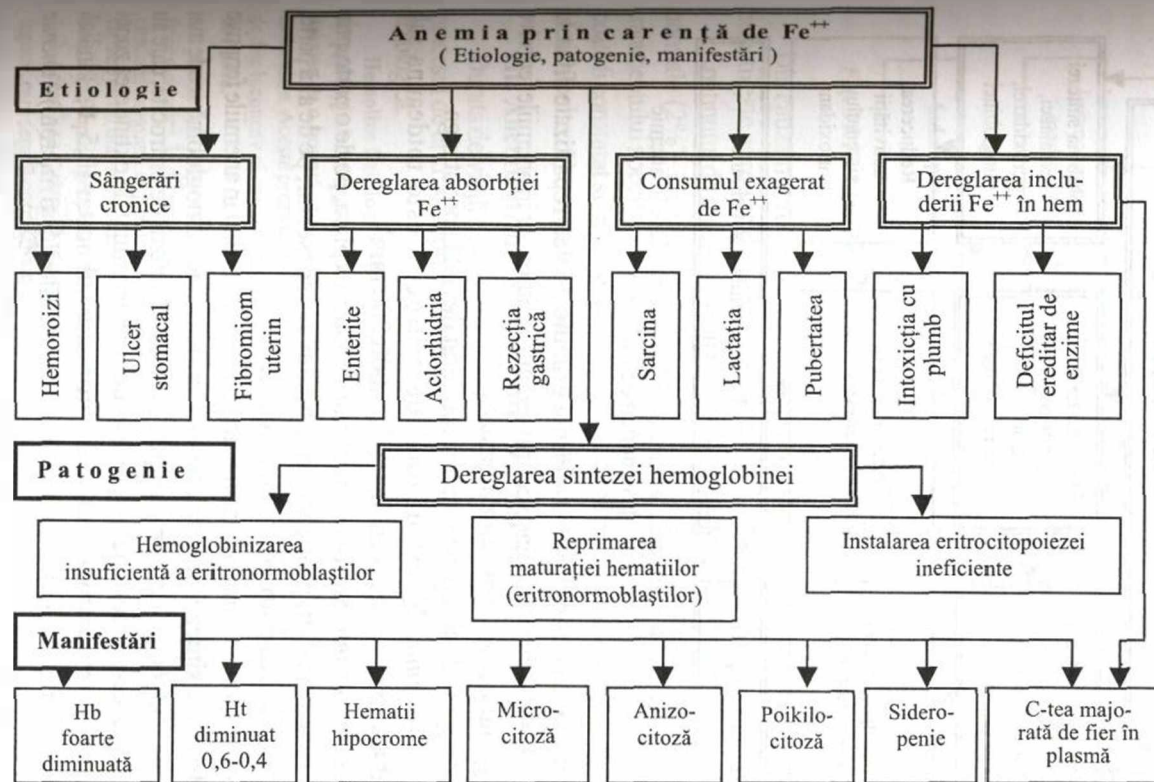 Anemia prin carență de Fe++
( Etiologie, patogenie, manifestări )
Etiologie
Sângerări
cronice
Dereglarea absorbției
Fe++
Consumul exagerat
de Fe++
Dereglarea inclu-
derii Fe++ în hem
Hemoroizi
Ulcer
stomacal
Fibromiom
uterin
Enterite
Aclorhidria
Rezecția
gastrică
Sarcina
Lactația
Pubertatea
Intoxicția cu
plumb
Deficitul
ereditar de
enzime
Patogenie
Dereglarea sintezei hemoglobinei
Hemoglobinizarea
insuficientă a eritronormoblaștilor
Reprimarea
maturației hematiilor
(eritronormoblaștilor)
Instalarea eritrocitopoiezei
ineficiente
Manifestări
Hb
foarte
diminuată
Ht
diminuat
0,6-0,4
Hematii
hipocrome
Micro-
citoză
Anizo-
citoză
Poikilo-
citoză
Sidero-
penie
C-tea majo-
rată de fier în
plasmă